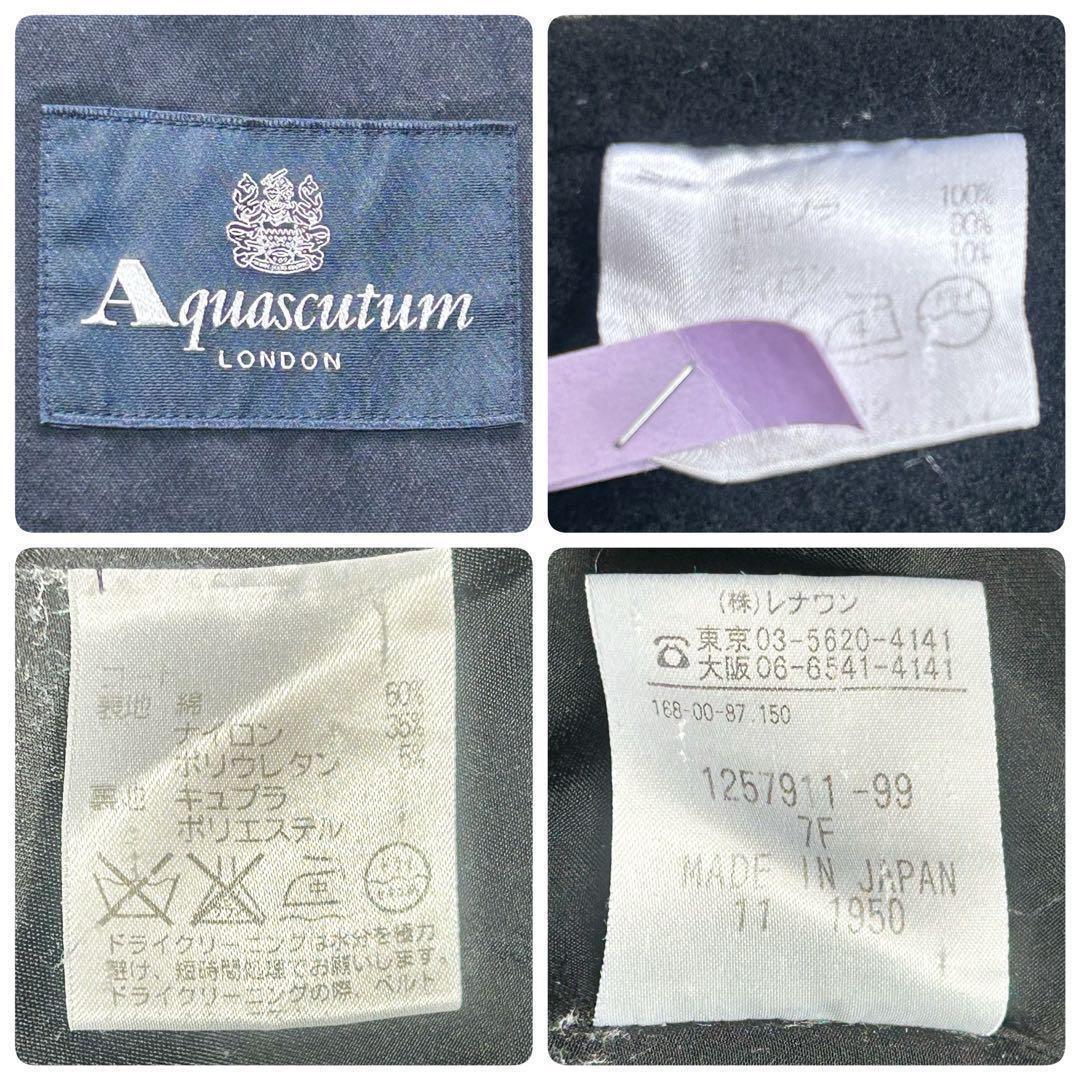 Aquascutum
LONDON
100%
90%
10%
コート
表地 綿 60%
ナイロン 35%
ポリウレタン 5%
裏地 キュプラ
ポリエステル
ドライクリーニングは水分を極力
避け、短時間処理でお願いします。
ドライクリーニングの際、ベルト
(株)レナウン
東京03-5620-4141
大阪06-6541-4141
168-00-87.150
1257911-99
7F
MADE IN JAPAN
11 1950